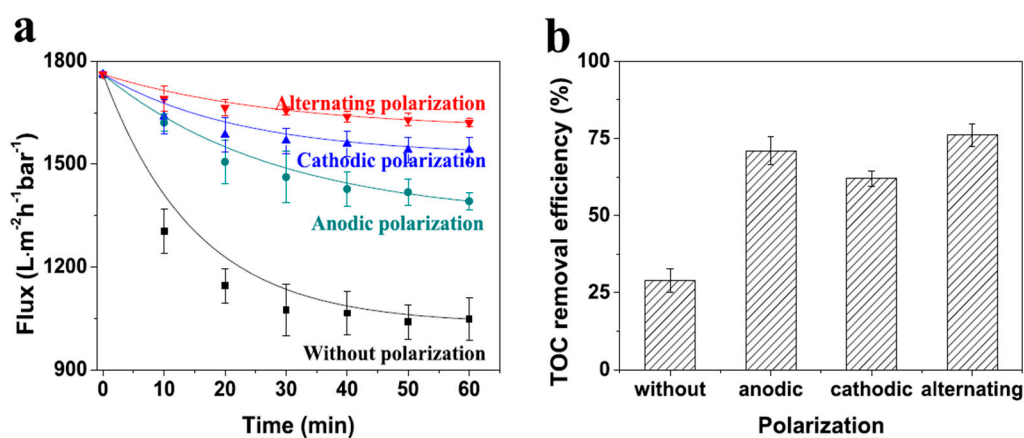 a
Flux (L·m⁻²h⁻¹bar⁻¹)
1800
1500
1200
900
Alternating polarization
Cathodic polarization
Anodic polarization
Without polarization
0 10 20 30 40 50 60
Time (min)
b
TOC removal efficiency (%)
100
75
50
25
0
without anodic cathodic alternating
Polarization